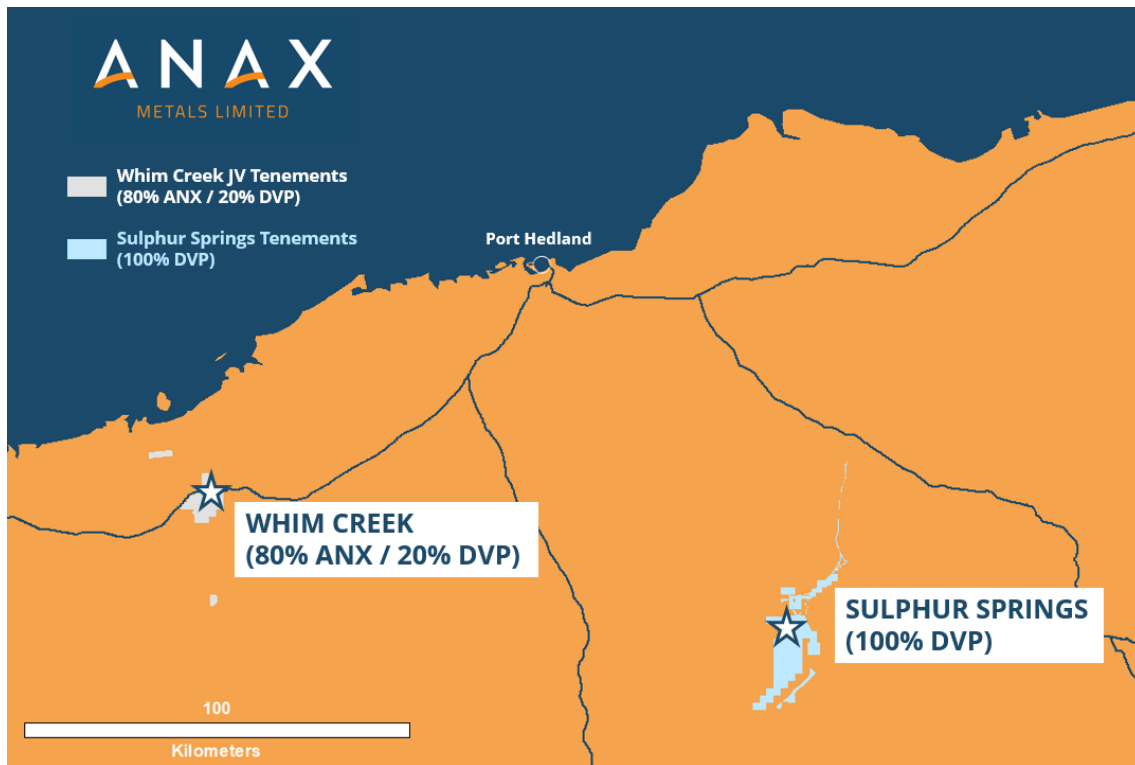 ANAX
METALS LIMITED
Whim Creek JV Tenements
(80% ANX / 20% DVP)
Sulphur Springs Tenements
(100% DVP)
Port Hedland
WHIM CREEK
(80% ANX / 20% DVP)
SULPHUR SPRINGS
(100% DVP)
100
Kilometers